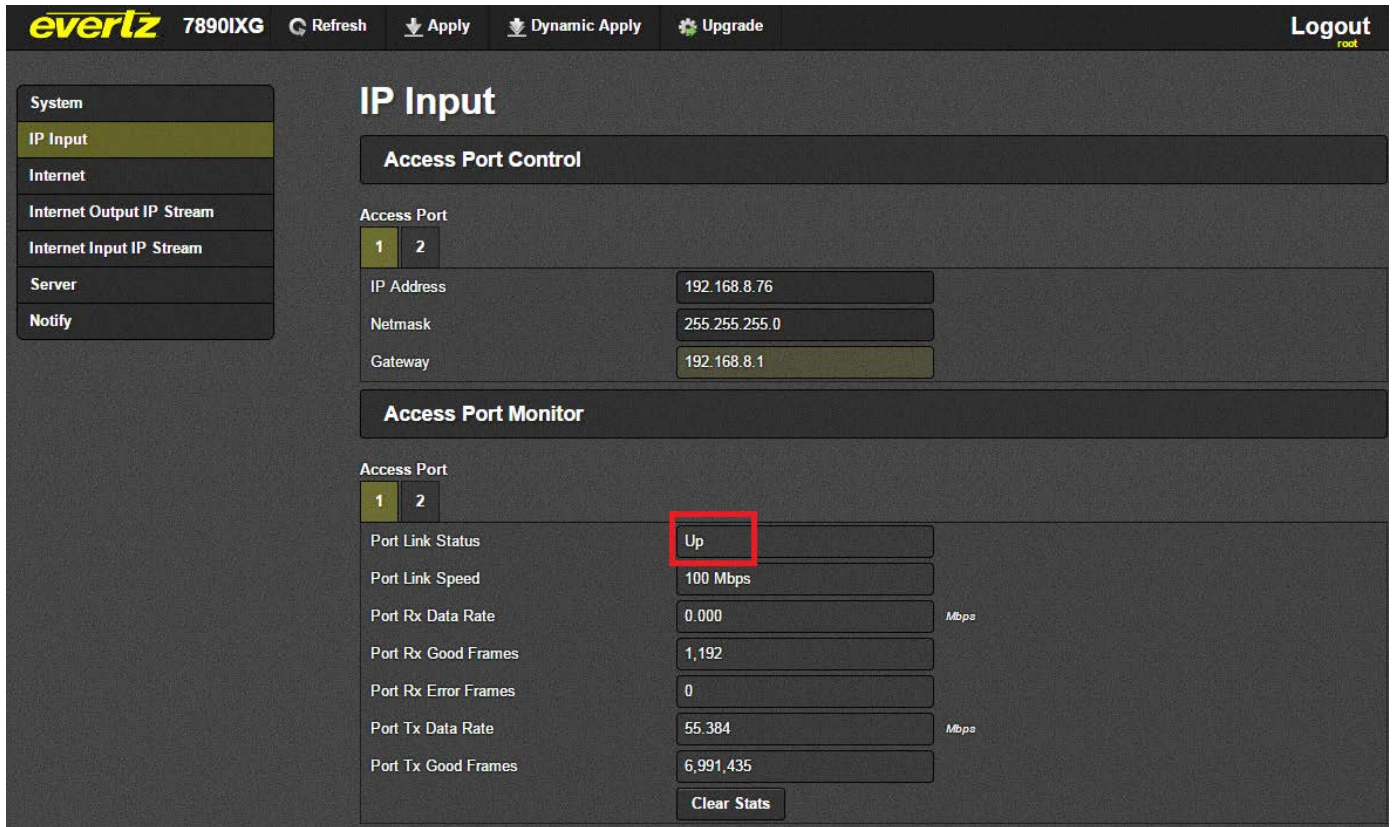 evertz 7890IXG Refresh Apply Dynamic Apply Upgrade Logout
root
System
IP Input
Internet
Internet Output IP Stream
Internet Input IP Stream
Server
Notify
IP Input
Access Port Control
Access Port
1 2
IP Address 192.168.8.76
Netmask 255.255.255.0
Gateway 192.168.8.1
Access Port Monitor
Access Port
1 2
Port Link Status Up
Port Link Speed 100 Mbps
Port Rx Data Rate 0.000 Mbps
Port Rx Good Frames 1,192
Port Rx Error Frames 0
Port Tx Data Rate 55.384 Mbps
Port Tx Good Frames 6,991,435
Clear Stats